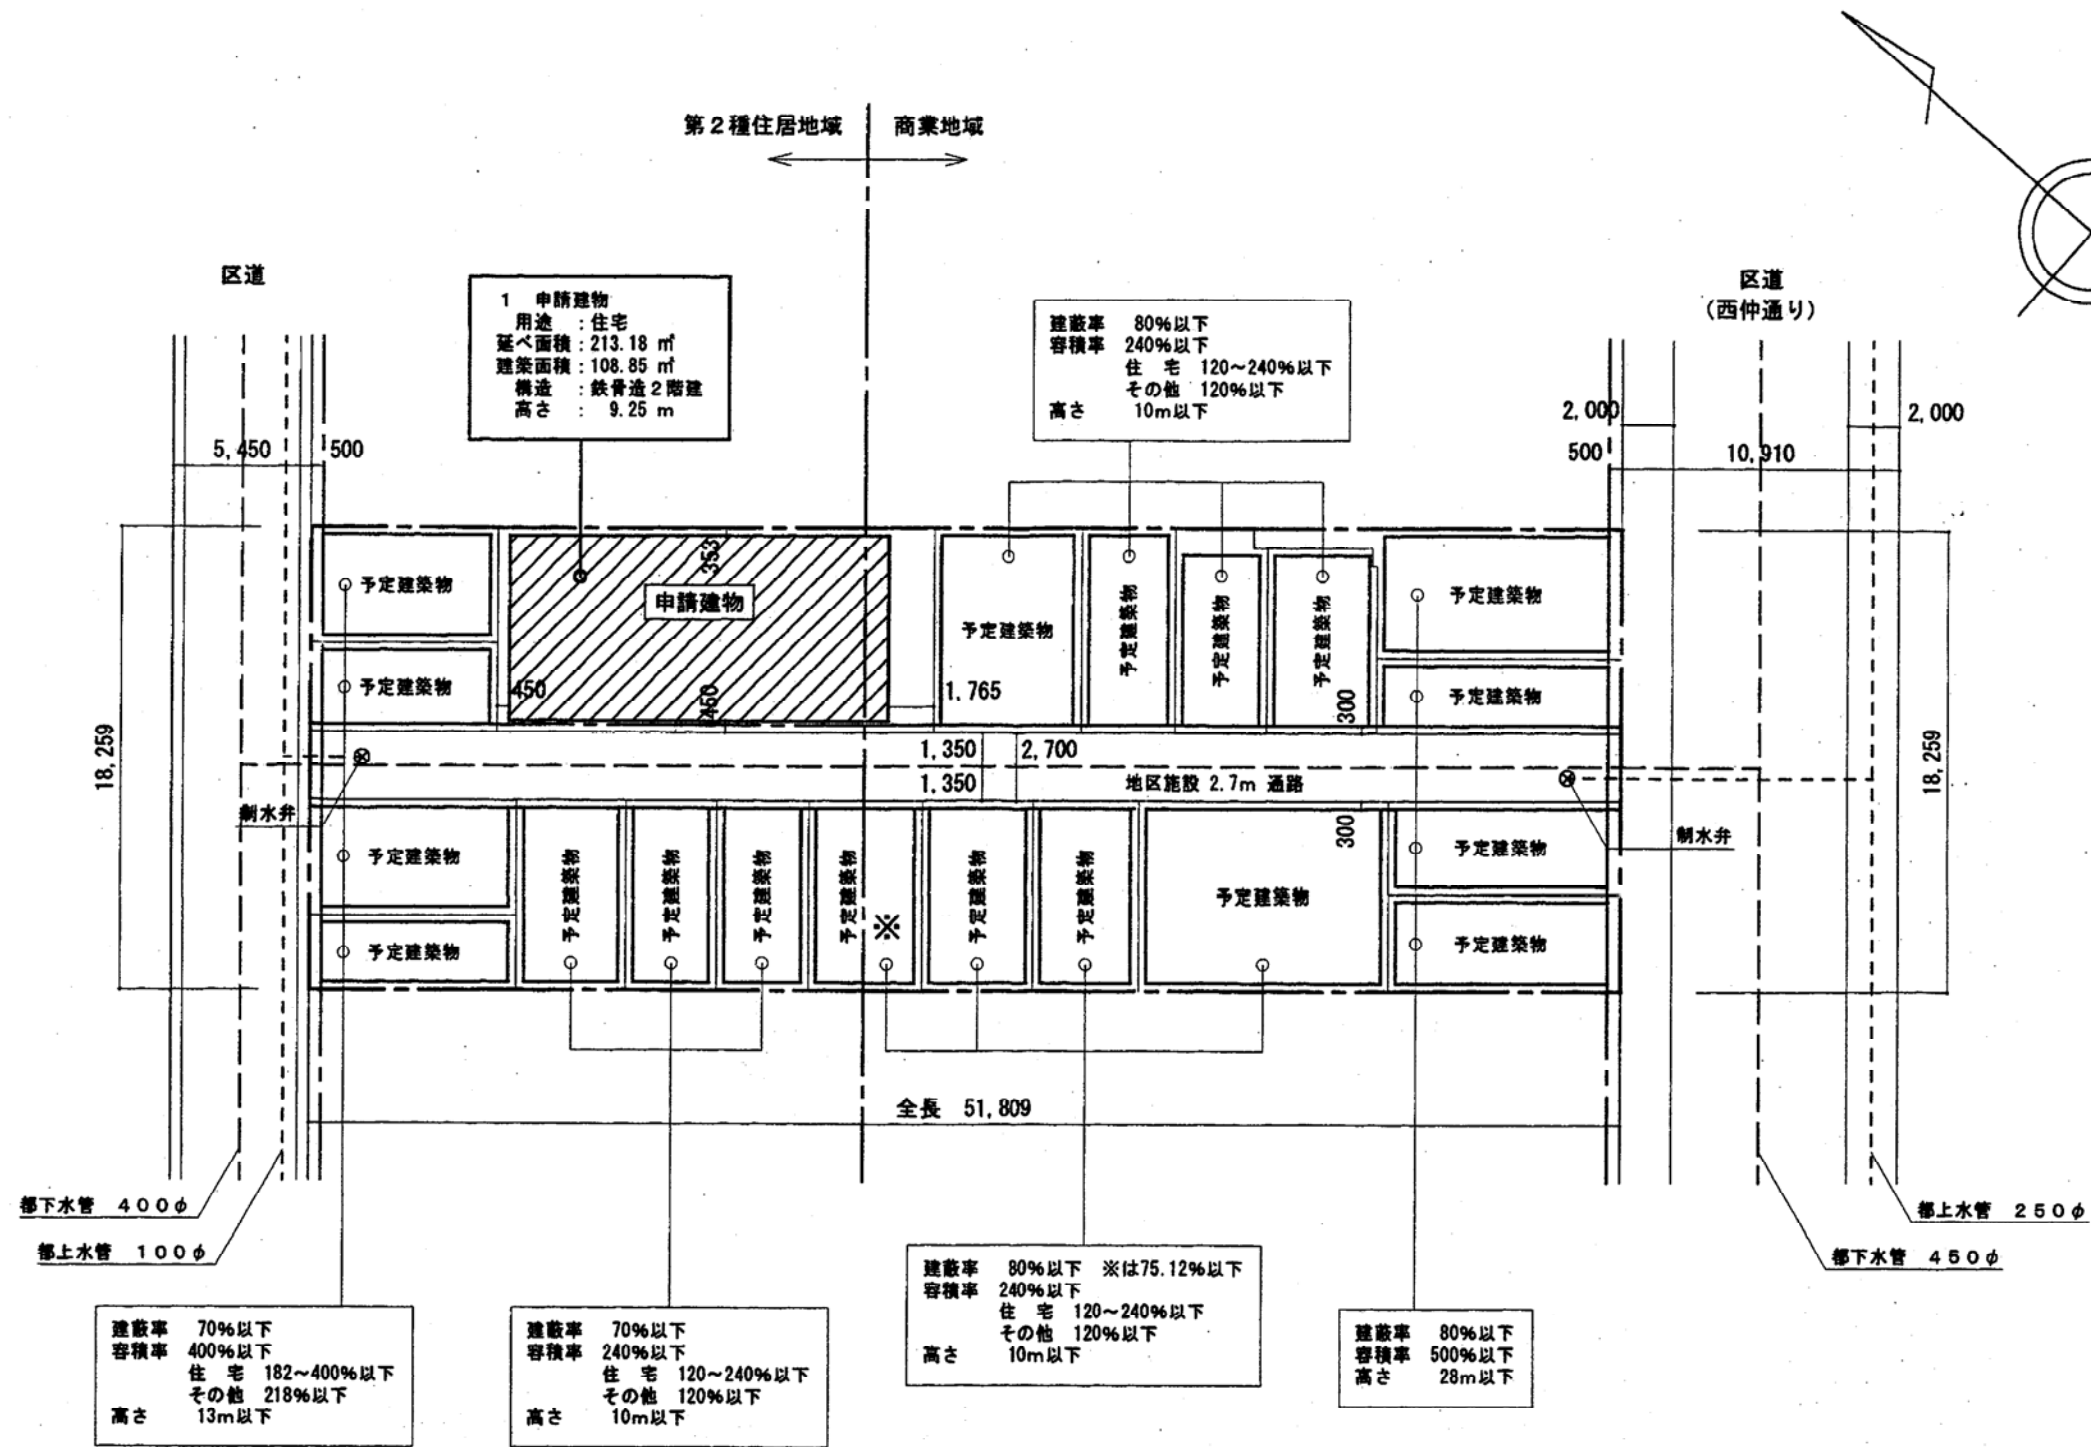 第2種住居地域
商業地域
区道
1 申請建物
用途 : 住宅
延べ面積 : 213.18 ㎡
建築面積 : 108.85 ㎡
構造 : 鉄骨造2階建
高さ : 9.25 m
建蔽率 80%以下
容積率 240%以下
住 宅 120~240%以下
その他 120%以下
高さ 10m以下
区道
(西仲通り)
5,450
500
2,000
2,000
500
10,910
予定建築物
353
申請建物
予定建築物
予定建築物
予定建築物
予定建築物
予定建築物
予定建築物
予定建築物
450
450
1,765
300
予定建築物
18,259
18,259
1,350
2,700
1,350
地区施設 2.7m 通路
制水弁
制水弁
300
予定建築物
予定建築物
予定建築物
予定建築物
予定建築物
※
予定建築物
予定建築物
予定建築物
予定建築物
予定建築物
予定建築物
全長 51,809
都下水管 400φ
都上水管 100φ
都上水管 250φ
都下水管 450φ
建蔽率 70%以下
容積率 400%以下
住 宅 182~400%以下
その他 218%以下
高さ 13m以下
建蔽率 70%以下
容積率 240%以下
住 宅 120~240%以下
その他 120%以下
高さ 10m以下
建蔽率 80%以下 ※は75.12%以下
容積率 240%以下
住 宅 120~240%以下
その他 120%以下
高さ 10m以下
建蔽率 80%以下
容積率 500%以下
高さ 28m以下